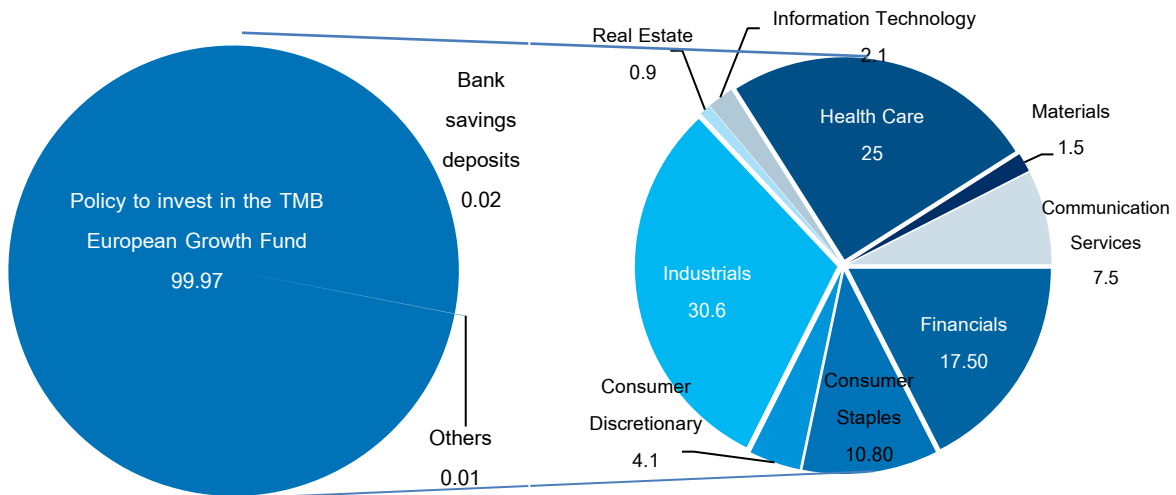 Bank
savings
deposits
0.02
Policy to invest in the TMB
European Growth Fund
99.97
Others
0.01
Real Estate
0.9
Information Technology
2.1
Health Care
25
Materials
1.5
Communication
Services
7.5
Industrials
30.6
Financials
17.50
Consumer
Discretionary
4.1
Consumer
Staples
10.80